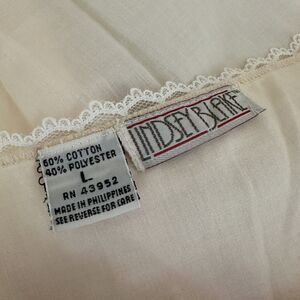 LINDSEY BLAKE
60% COTTON
40% POLYESTER
L
RN 43952
MADE IN PHILIPPINES
SEE REVERSE FOR CARE